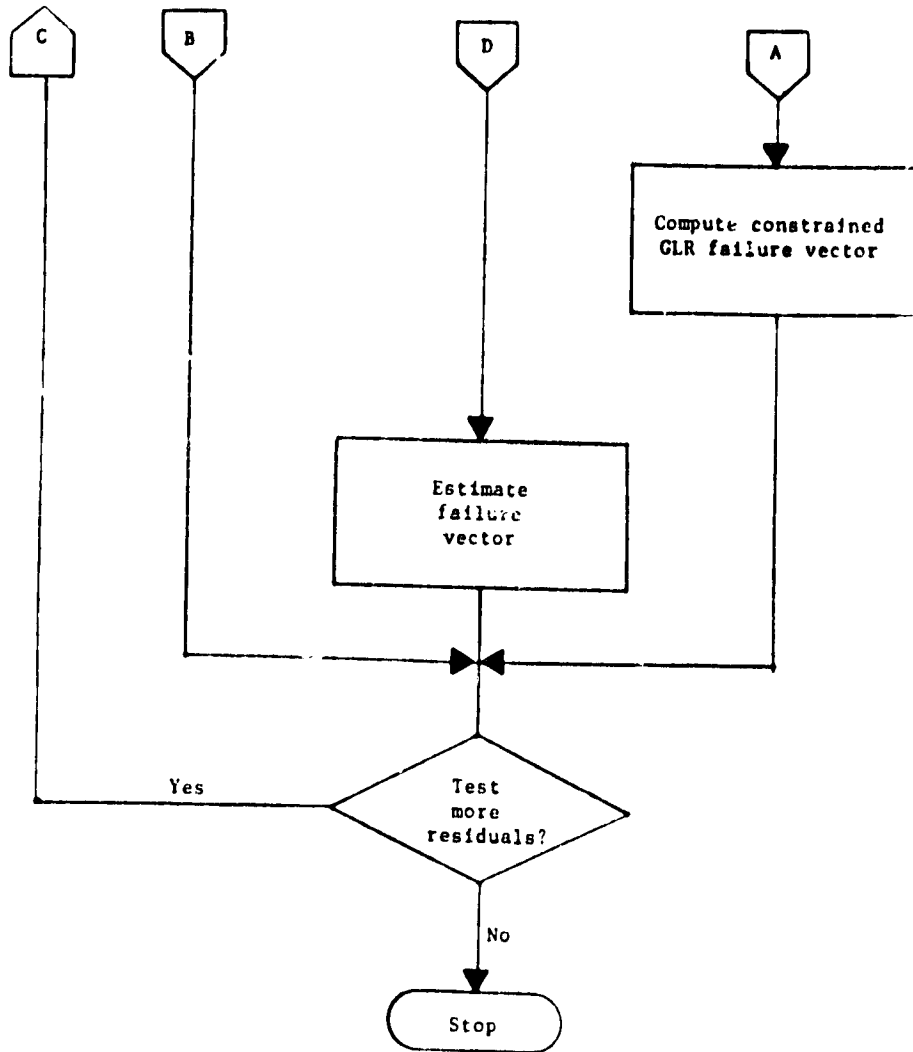 C
B
D
A
Compute constrained
GLR failure vector
Estimate
failure
vector
Yes
Test
more
residuals?
No
Stop